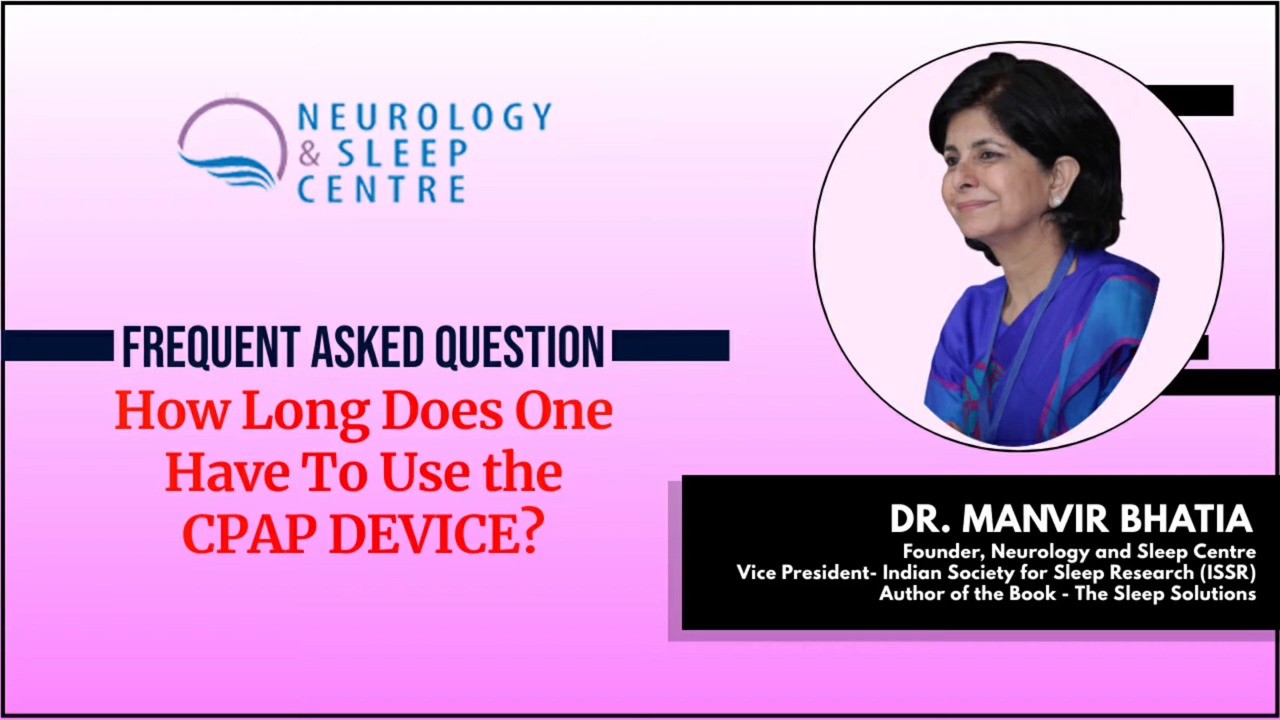 NEUROLOGY
& SLEEP
CENTRE
FREQUENT ASKED QUESTION
How Long Does One
Have To Use the
CPAP DEVICE?
DR. MANVIR BHATIA
Founder, Neurology and Sleep Centre
Vice President- Indian Society for Sleep Research (ISSR)
Author of the Book - The Sleep Solutions